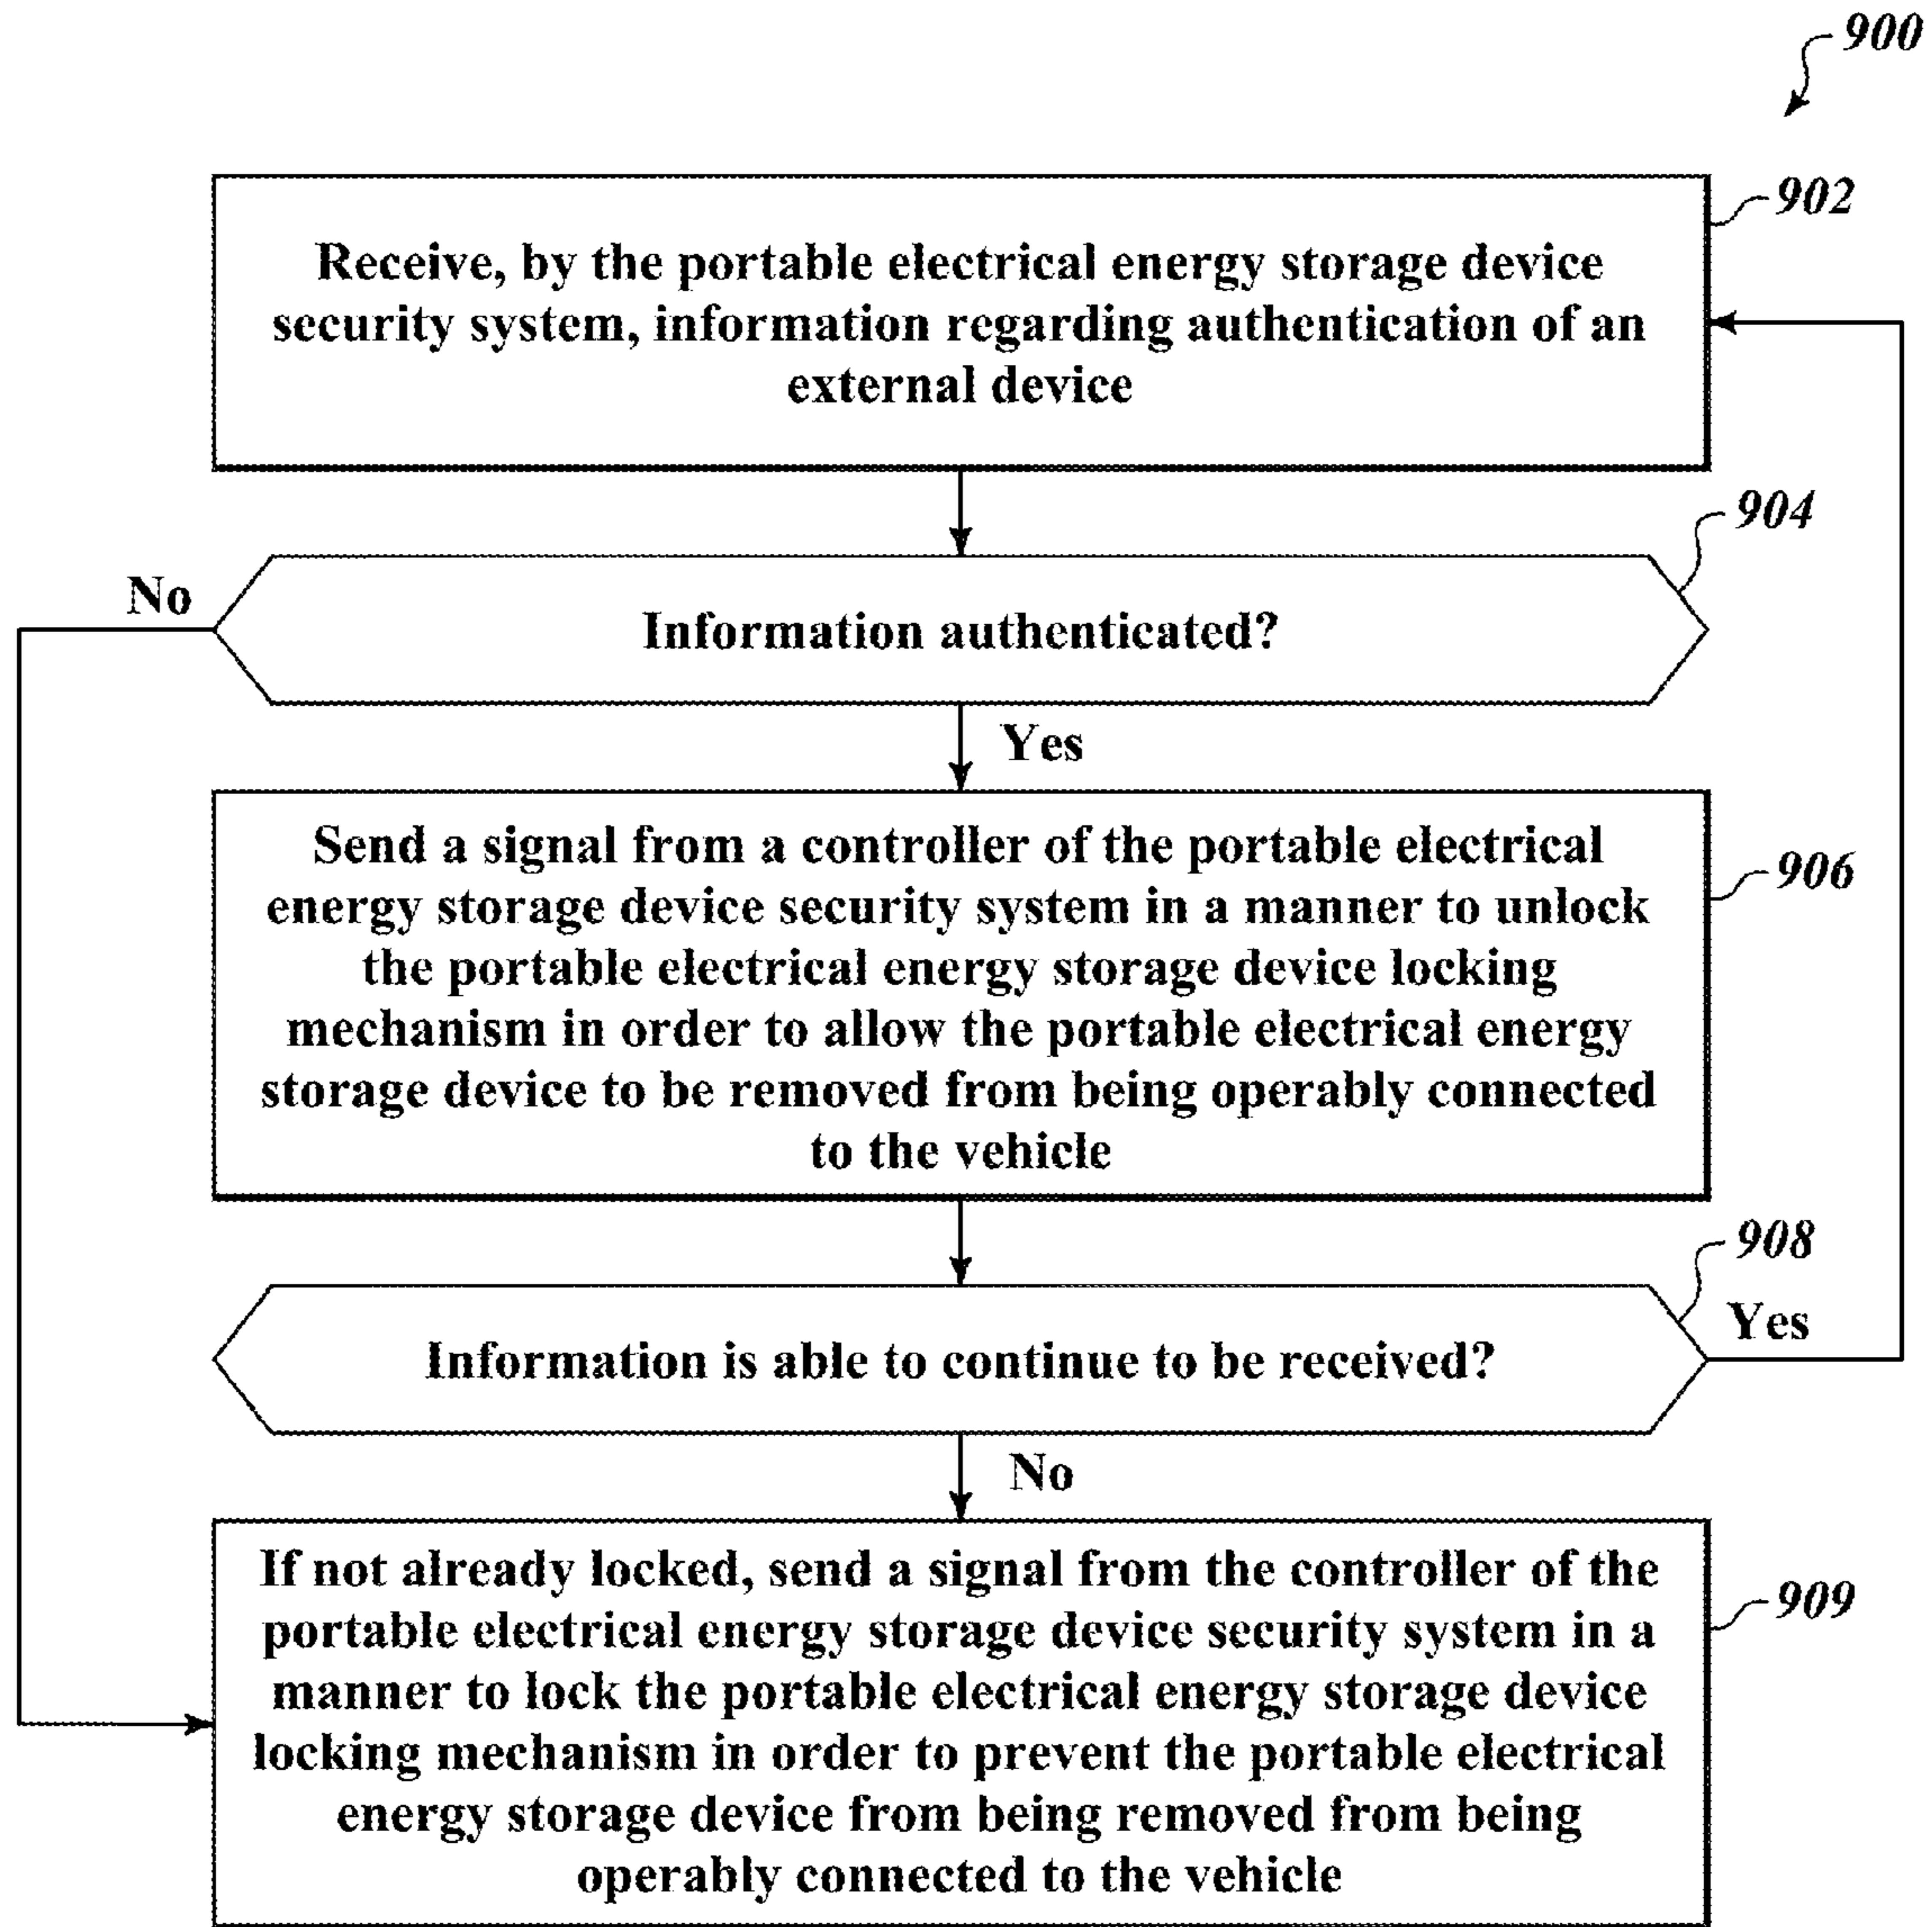 900
902
Receive, by the portable electrical energy storage device
security system, information regarding authentication of an
external device
904
No
Information authenticated?
Yes
906
Send a signal from a controller of the portable electrical
energy storage device security system in a manner to unlock
the portable electrical energy storage device locking
mechanism in order to allow the portable electrical energy
storage device to be removed from being operably connected
to the vehicle
908
Yes
Information is able to continue to be received?
No
909
If not already locked, send a signal from the controller of the
portable electrical energy storage device security system in a
manner to lock the portable electrical energy storage device
locking mechanism in order to prevent the portable electrical
energy storage device from being removed from being
operably connected to the vehicle